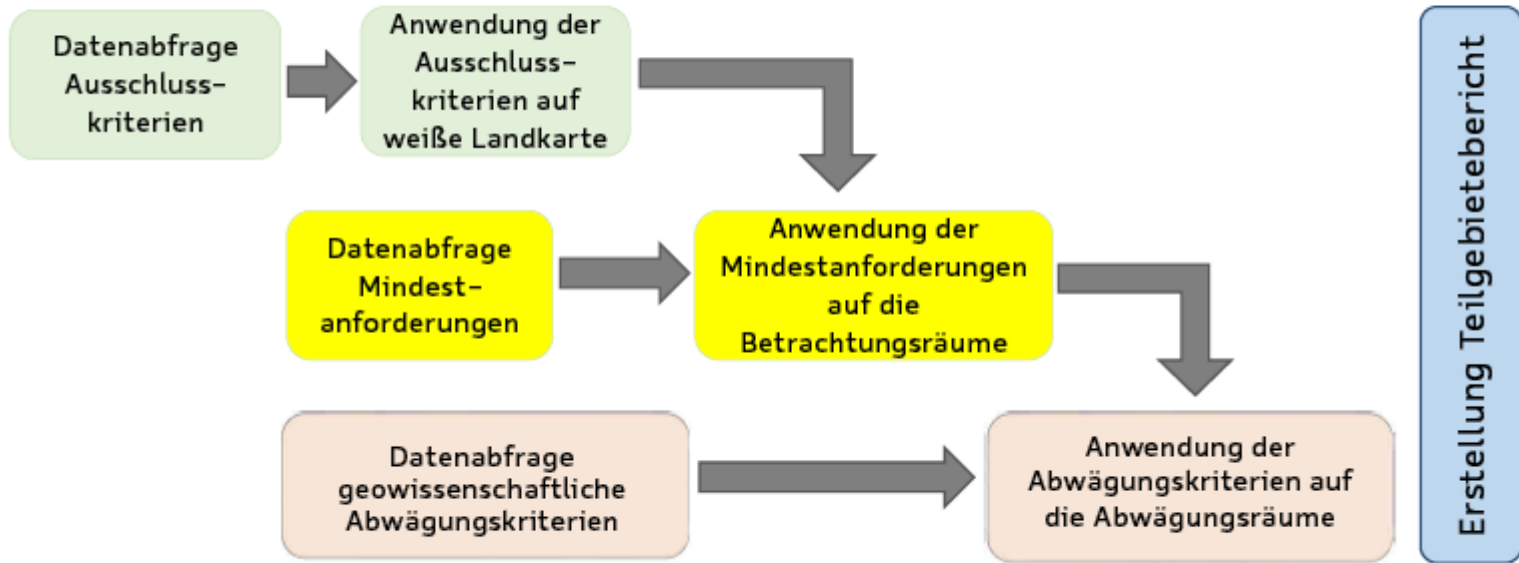 Datenabfrage
Ausschluss-
kriterien
Anwendung der
Ausschluss-
kriterien auf
weiße Landkarte
Datenabfrage
Mindest-
anforderungen
Anwendung der
Mindestanforderungen
auf die
Betrachtungsräume
Datenabfrage
geowissenschaftliche
Abwägungskriterien
Anwendung der
Abwägungskriterien auf
die Abwägungsräume
Erstellung Teilgebietebericht